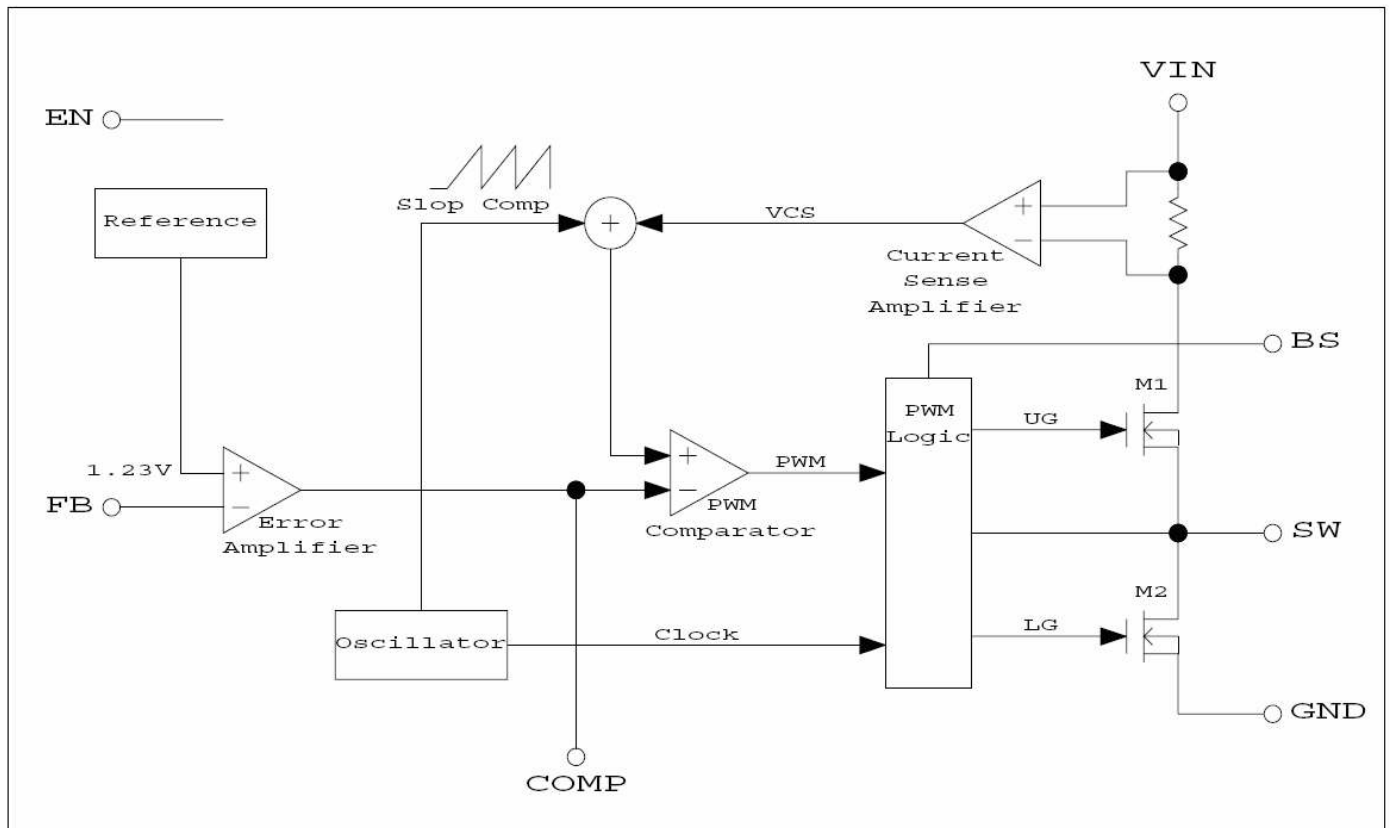 VIN
EN
Slop Comp
Reference
+
VCS
+
−
Current
Sense
Amplifier
BS
M1
PWM
Logic
UG
1.23V
+
−
FB
Error
Amplifier
+
−
PWM
Comparator
PWM
SW
M2
Oscillator
Clock
LG
GND
COMP